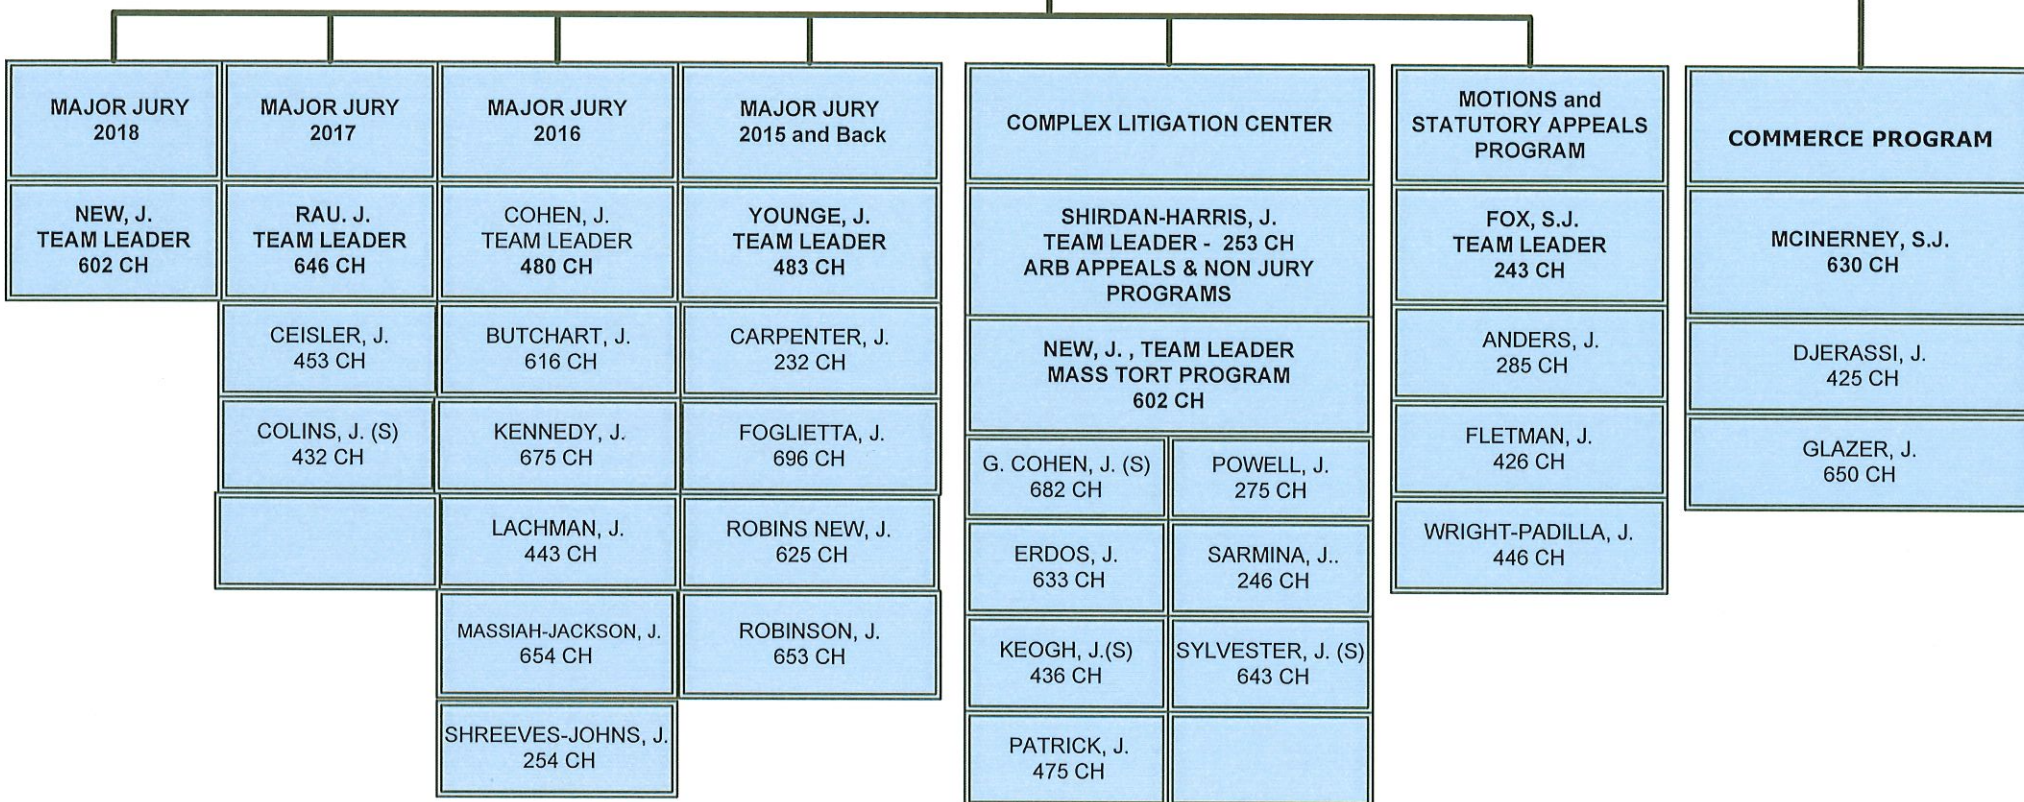 MAJOR JURY
2018
NEW, J.
TEAM LEADER
602 CH
MAJOR JURY
2017
RAU. J.
TEAM LEADER
646 CH
CEISLER, J.
453 CH
COLINS, J. (S)
432 CH
MAJOR JURY
2016
COHEN, J.
TEAM LEADER
480 CH
BUTCHART, J.
616 CH
KENNEDY, J.
675 CH
LACHMAN, J.
443 CH
MASSIAH-JACKSON, J.
654 CH
SHREEVES-JOHNS, J.
254 CH
MAJOR JURY
2015 and Back
YOUNGE, J.
TEAM LEADER
483 CH
CARPENTER, J.
232 CH
FOGLIETTA, J.
696 CH
ROBINS NEW, J.
625 CH
ROBINSON, J.
653 CH
COMPLEX LITIGATION CENTER
SHIRDAN-HARRIS, J.
TEAM LEADER - 253 CH
ARB APPEALS & NON JURY
PROGRAMS
NEW, J. , TEAM LEADER
MASS TORT PROGRAM
602 CH
G. COHEN, J. (S)
682 CH
POWELL, J.
275 CH
ERDOS, J.
633 CH
SARMINA, J..
246 CH
KEOGH, J.(S)
436 CH
SYLVESTER, J. (S)
643 CH
PATRICK, J.
475 CH
MOTIONS and
STATUTORY APPEALS
PROGRAM
FOX, S.J.
TEAM LEADER
243 CH
ANDERS, J.
285 CH
FLETMAN, J.
426 CH
WRIGHT-PADILLA, J.
446 CH
COMMERCE PROGRAM
MCINERNEY, S.J.
630 CH
DJERASSI, J.
425 CH
GLAZER, J.
650 CH